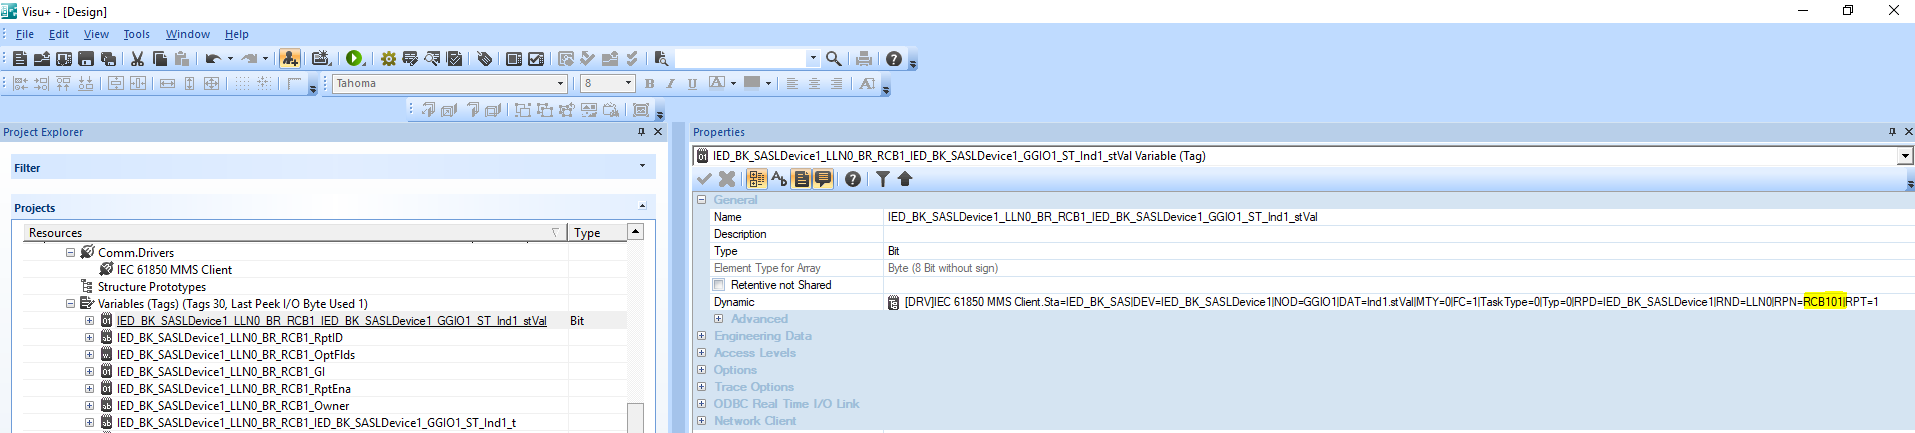 Visu+ - [Design]
File Edit View Tools Window Help
Tahoma 8 B I U A
Project Explorer
Filter
Projects
Resources Type
Comm.Drivers
IEC 61850 MMS Client
Structure Prototypes
Variables (Tags) (Tags 30, Last Peek I/O Byte Used 1)
IED_BK_SASLDevice1_LLN0_BR_RCB1_IED_BK_SASLDevice1_GGIO1_ST_Ind1_stVal Bit
IED_BK_SASLDevice1_LLN0_BR_RCB1_RptID
IED_BK_SASLDevice1_LLN0_BR_RCB1_OptFlds
IED_BK_SASLDevice1_LLN0_BR_RCB1_GI
IED_BK_SASLDevice1_LLN0_BR_RCB1_RptEna
IED_BK_SASLDevice1_LLN0_BR_RCB1_Owner
IED_BK_SASLDevice1_LLN0_BR_RCB1_IED_BK_SASLDevice1_GGIO1_ST_Ind1_t
Properties
IED_BK_SASLDevice1_LLN0_BR_RCB1_IED_BK_SASLDevice1_GGIO1_ST_Ind1_stVal Variable (Tag)
General
Name IED_BK_SASLDevice1_LLN0_BR_RCB1_IED_BK_SASLDevice1_GGIO1_ST_Ind1_stVal
Description
Type Bit
Element Type for Array Byte (8 Bit without sign)
Retentive not Shared
Dynamic [DRV]IEC 61850 MMS Client.Sta=IED_BK_SAS|DEV=IED_BK_SASLDevice1|NOD=GGIO1|DAT=Ind1.stVal|MTY=0|FC=1|TaskType=0|Typ=0|RPD=IED_BK_SASLDevice1|RND=LLN0|RPN=RCB101|RPT=1
Advanced
Engineering Data
Access Levels
Options
Trace Options
ODBC Real Time I/O Link
Network Client